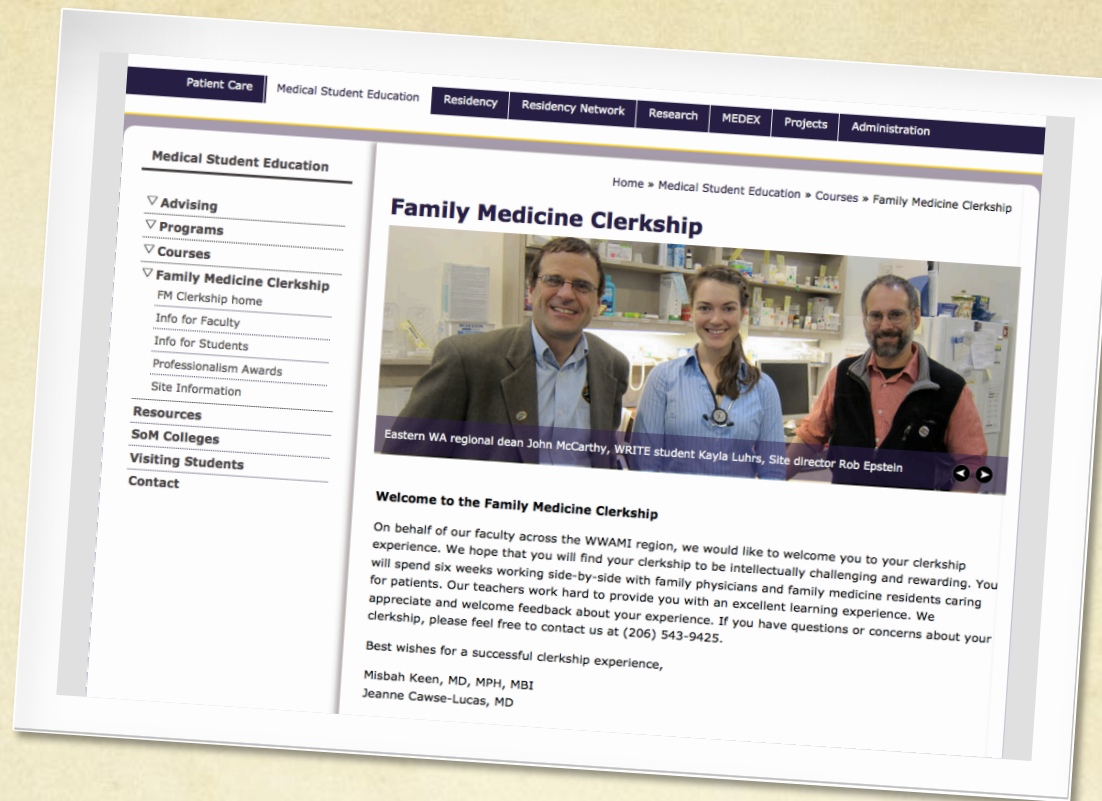 Patient Care
Medical Student Education
Residency
Residency Network
Research
MEDEX
Projects
Administration
Medical Student Education
Advising
Programs
Courses
Family Medicine Clerkship
FM Clerkship home
Info for Faculty
Info for Students
Professionalism Awards
Site Information
Resources
SoM Colleges
Visiting Students
Contact
Home » Medical Student Education » Courses » Family Medicine Clerkship
Family Medicine Clerkship
Eastern WA regional dean John McCarthy, WRITE student Kayla Luhrs, Site director Rob Epstein
Welcome to the Family Medicine Clerkship
On behalf of our faculty across the WWAMI region, we would like to welcome you to your clerkship
experience. We hope that you will find your clerkship to be intellectually challenging and rewarding. You
will spend six weeks working side-by-side with family physicians and family medicine residents caring
for patients. Our teachers work hard to provide you with an excellent learning experience. We
appreciate and welcome feedback about your experience. If you have questions or concerns about your
clerkship, please feel free to contact us at (206) 543-9425.
Best wishes for a successful clerkship experience,
Misbah Keen, MD, MPH, MBI
Jeanne Cawse-Lucas, MD